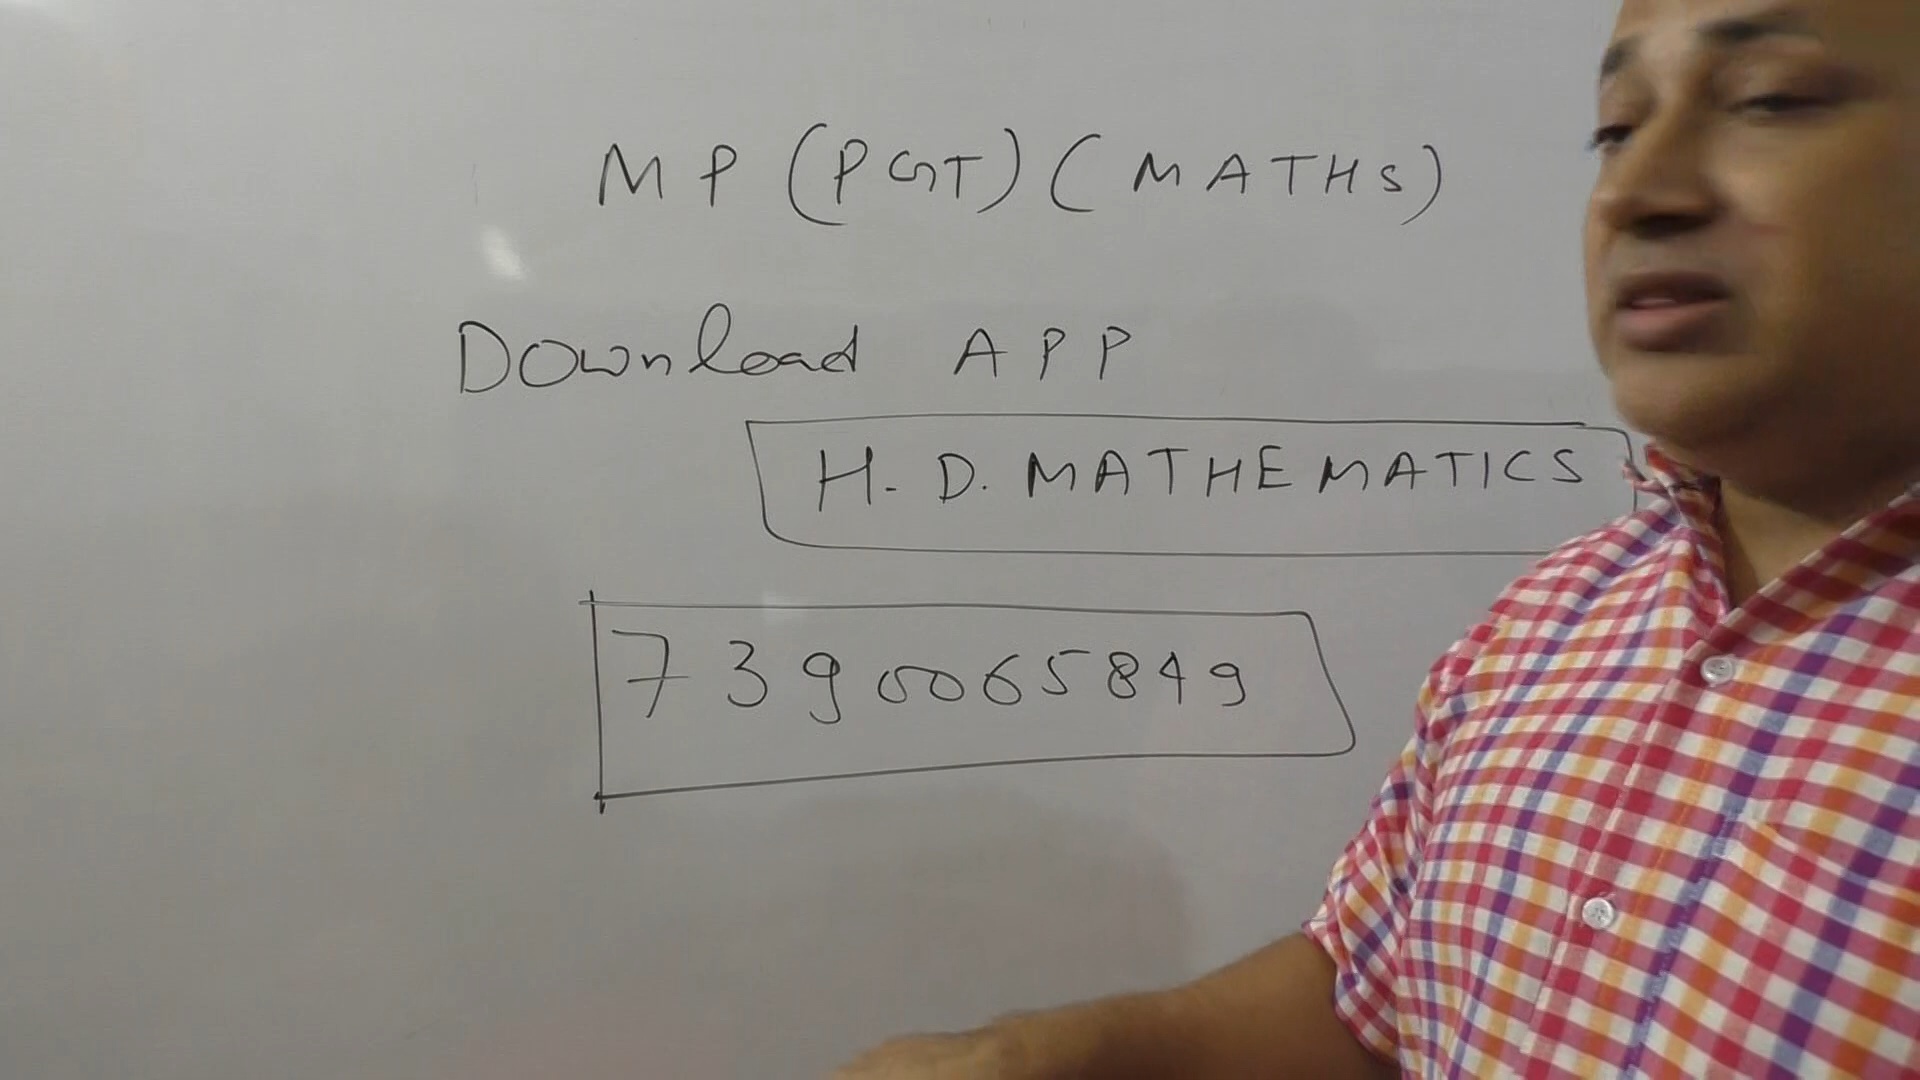 MP (PGT) (MATHS)
Download APP
H. D. MATHEMATICS
7390065849